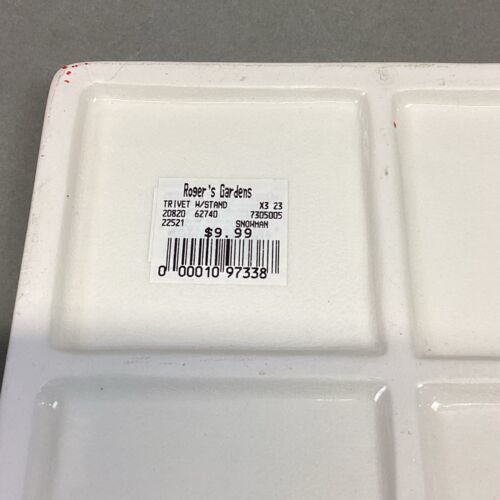 Roger's Gardens
TRIVET W/STAND X3 23
20820 62740 7305005
22521 SNOWMAN
$9.99
0 00010 97338